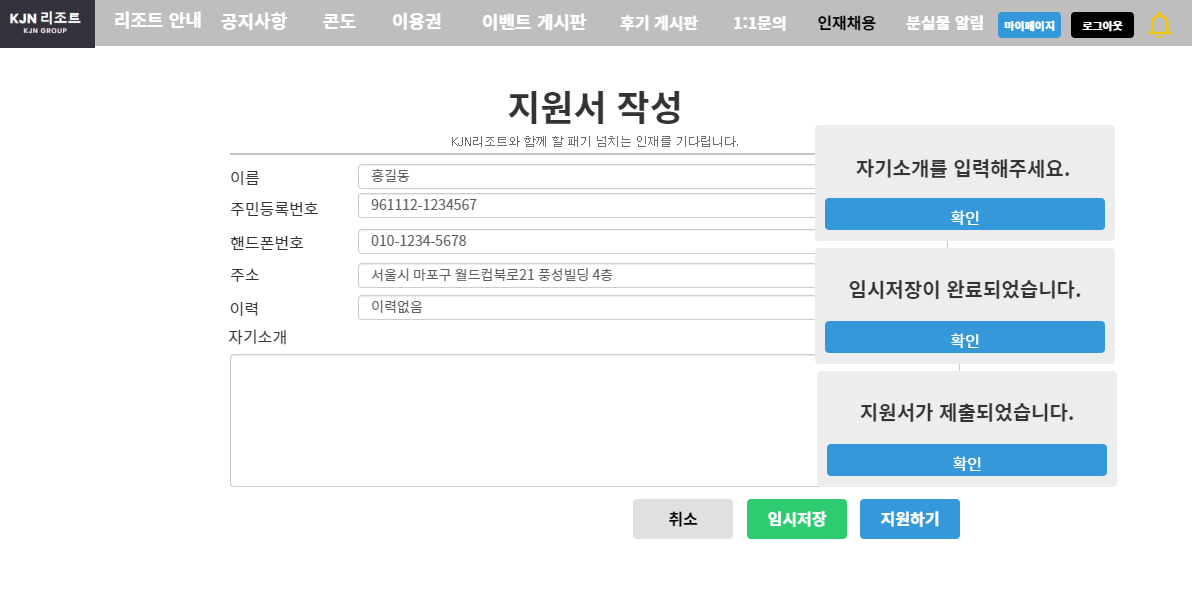 KJN 리조트
KJN GROUP
리조트 안내 공지사항 콘도 이용권 이벤트 게시판 후기 게시판 1:1문의 인재채용 분실물 알림 마이페이지 로그아웃
지원서 작성
KJN리조트와 함께 할 패기 넘치는 인재를 기다립니다.
이름 홍길동
주민등록번호 961112-1234567
핸드폰번호 010-1234-5678
주소 서울시 마포구 월드컵북로21 풍성빌딩 4층
이력 이력없음
자기소개
자기소개를 입력해주세요.
확인
임시저장이 완료되었습니다.
확인
지원서가 제출되었습니다.
확인
취소 임시저장 지원하기